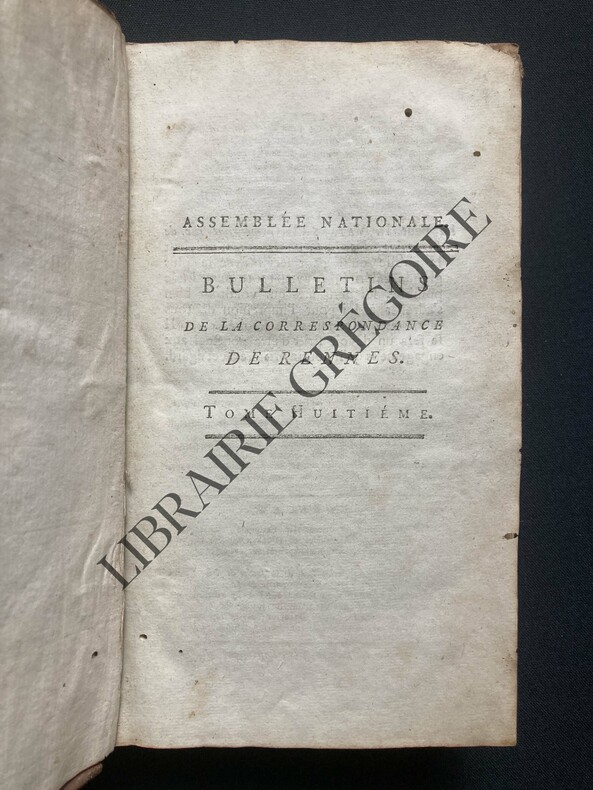 ASSEMBLÉE NATIONALE.
BULLETINS
DE LA CORRESPONDANCE
DE RENNES.
TOME HUITIÉME.
LIBRAIRIE GRÉGOIRE